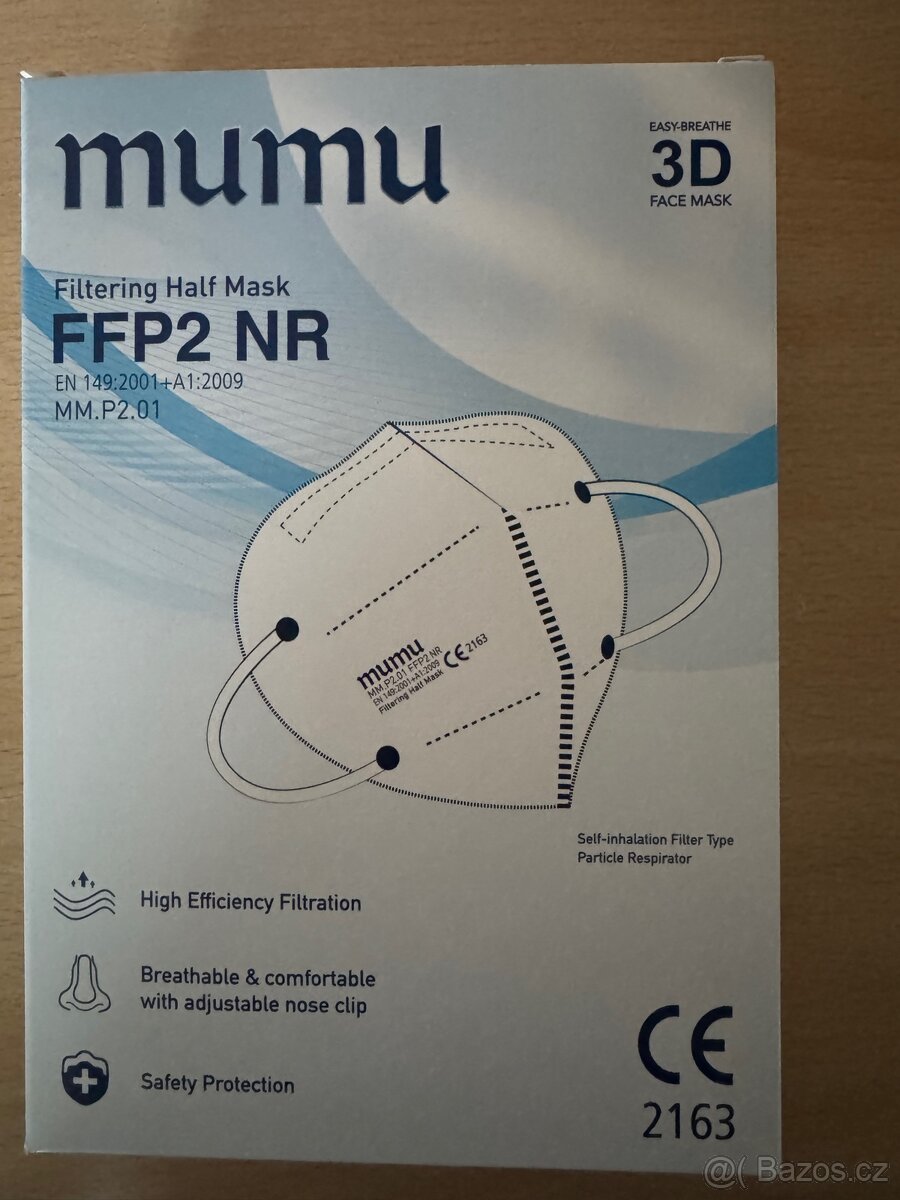 mumu
EASY-BREATHE
3D
FACE MASK
Filtering Half Mask
FFP2 NR
EN 149:2001+A1:2009
MM.P2.01
mumu
MM.P2.01 FFP2 NR
EN 149:2001+A1:2009
Filtering Half Mask
CE 2163
Self-inhalation Filter Type
Particle Respirator
High Efficiency Filtration
Breathable & comfortable
with adjustable nose clip
Safety Protection
CE
2163
@( Bazos.cz